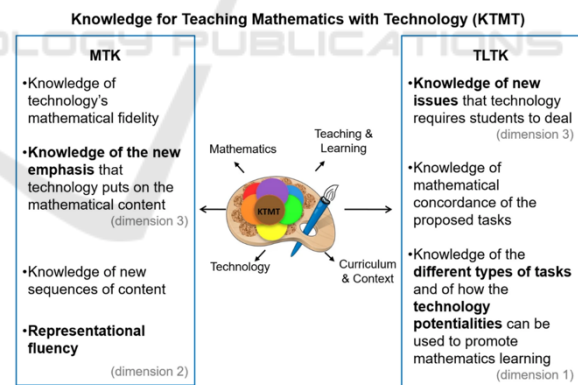 Knowledge for Teaching Mathematics with Technology (KTMT)
MTK
•Knowledge of
technology's
mathematical fidelity
•Knowledge of the new
emphasis that
technology puts on the
mathematical content
(dimension 3)
•Knowledge of new
sequences of content
•Representational
fluency
(dimension 2)
Mathematics
Teaching &
Learning
KTMT
Technology
Curriculum
& Context
TLTK
•Knowledge of new
issues that technology
requires students to deal
(dimension 3)
•Knowledge of
mathematical
concordance of the
proposed tasks
•Knowledge of the
different types of tasks
and of how the
technology
potentialities can be
used to promote
mathematics learning
(dimension 1)
PUBLICATIONS